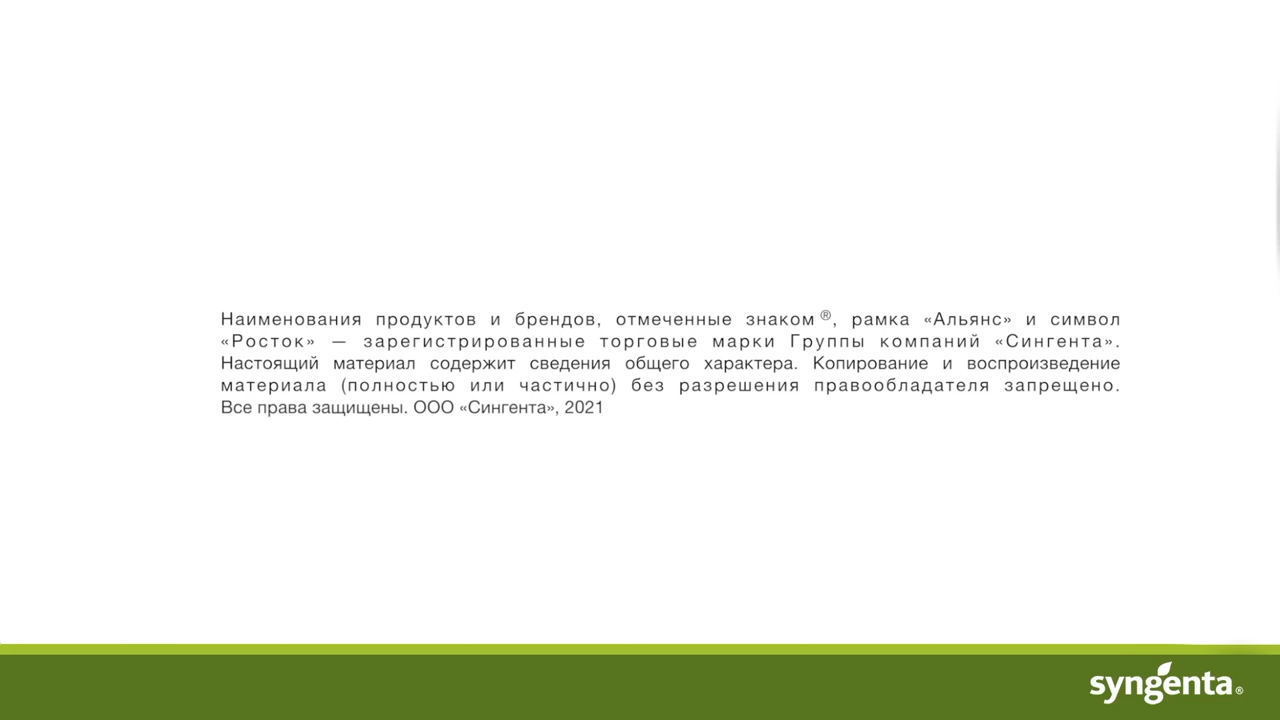 Наименования продуктов и брендов, отмеченные знаком ®, рамка «Альянс» и символ
«Росток» — зарегистрированные торговые марки Группы компаний «Сингента».
Настоящий материал содержит сведения общего характера. Копирование и воспроизведение
материала (полностью или частично) без разрешения правообладателя запрещено.
Все права защищены. ООО «Сингента», 2021
syngenta®